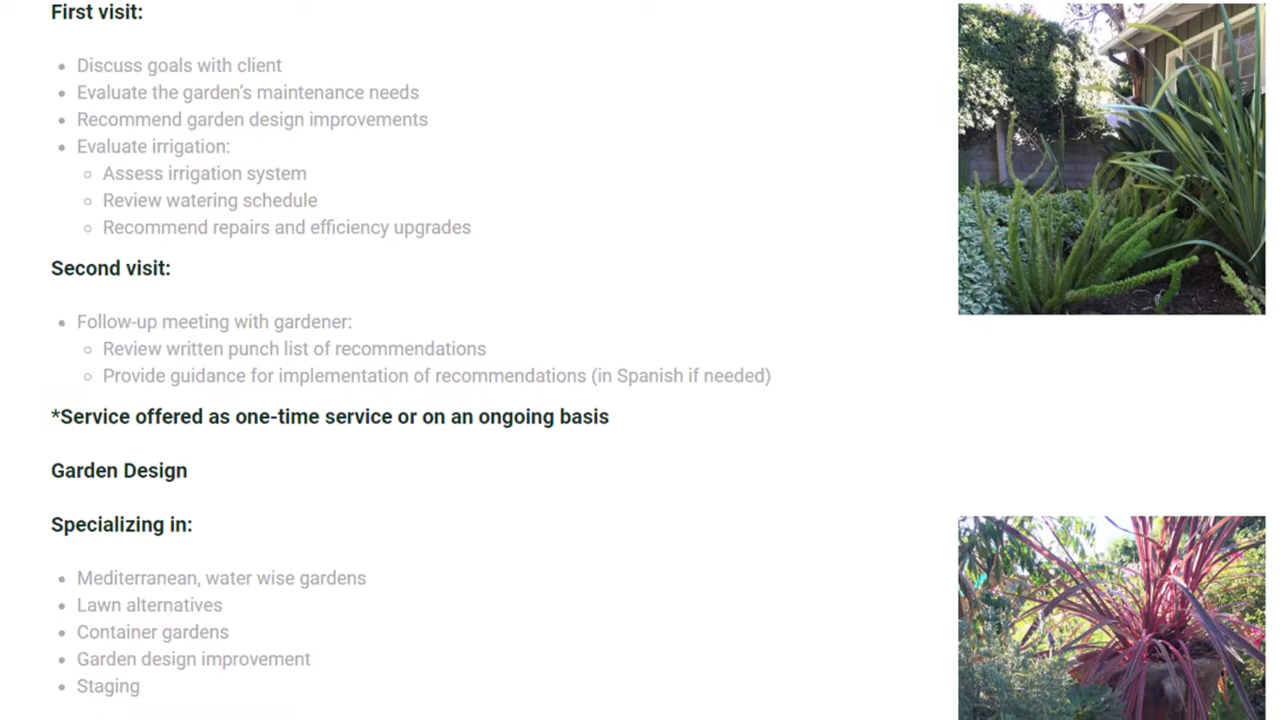 First visit:
Discuss goals with client
Evaluate the garden's maintenance needs
Recommend garden design improvements
Evaluate irrigation:
Assess irrigation system
Review watering schedule
Recommend repairs and efficiency upgrades
Second visit:
Follow-up meeting with gardener:
Review written punch list of recommendations
Provide guidance for implementation of recommendations (in Spanish if needed)
*Service offered as one-time service or on an ongoing basis
Garden Design
Specializing in:
Mediterranean, water wise gardens
Lawn alternatives
Container gardens
Garden design improvement
Staging